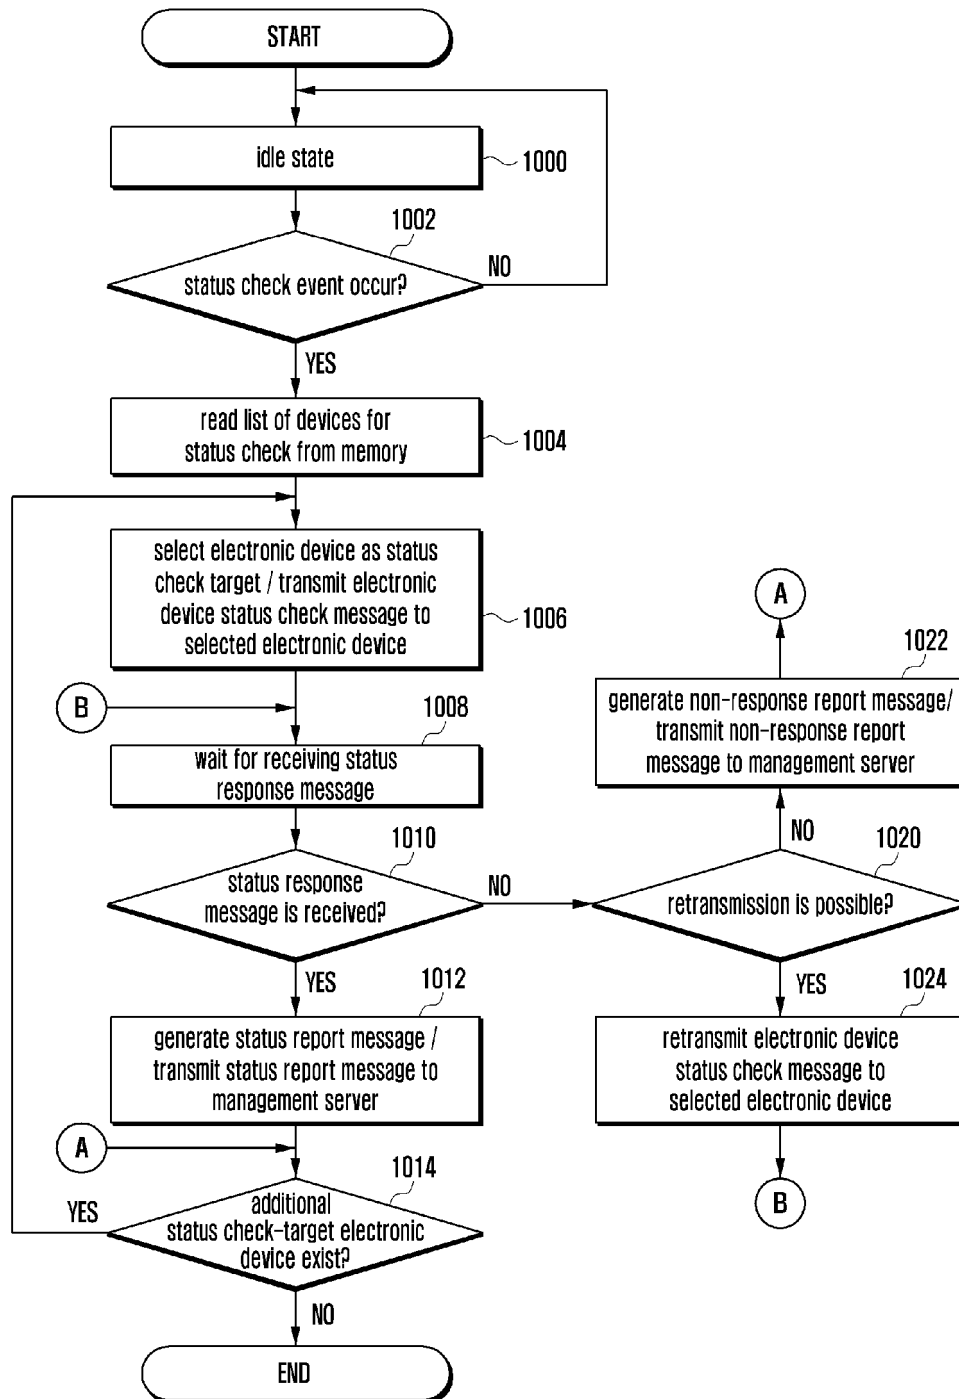 START
idle state
1000
1002
status check event occur?
NO
YES
read list of devices for
status check from memory
1004
select electronic device as status
check target / transmit electronic
device status check message to
selected electronic device
1006
B
1008
wait for receiving status
response message
1010
status response
message is received?
NO
YES
1012
generate status report message /
transmit status report message to
management server
A
1014
YES
additional
status check-target electronic
device exist?
NO
END
A
1022
generate non-response report message/
transmit non-response report
message to management server
NO
1020
retransmission is possible?
YES
1024
retransmit electronic device
status check message to
selected electronic device
B